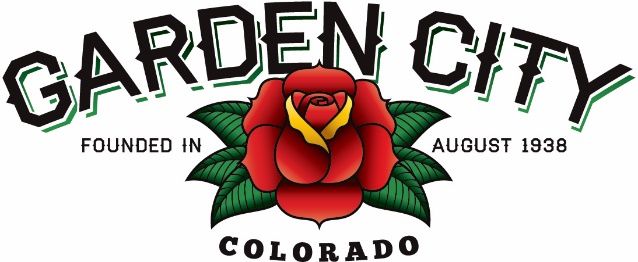 GARDEN CITY
FOUNDED IN AUGUST 1938
COLORADO